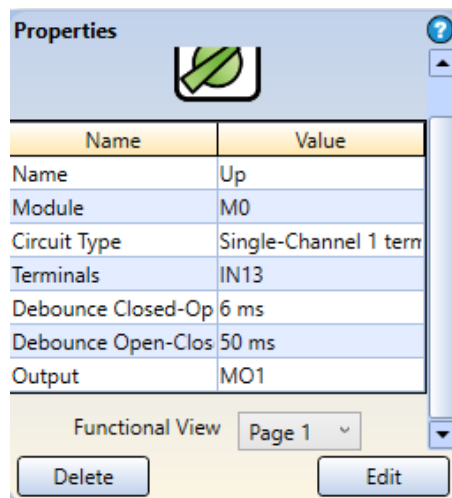 Properties
?
Name Value
Name Up
Module M0
Circuit Type Single-Channel 1 term
Terminals IN13
Debounce Closed-Op 6 ms
Debounce Open-Clos 50 ms
Output MO1
Functional View Page 1
Delete Edit